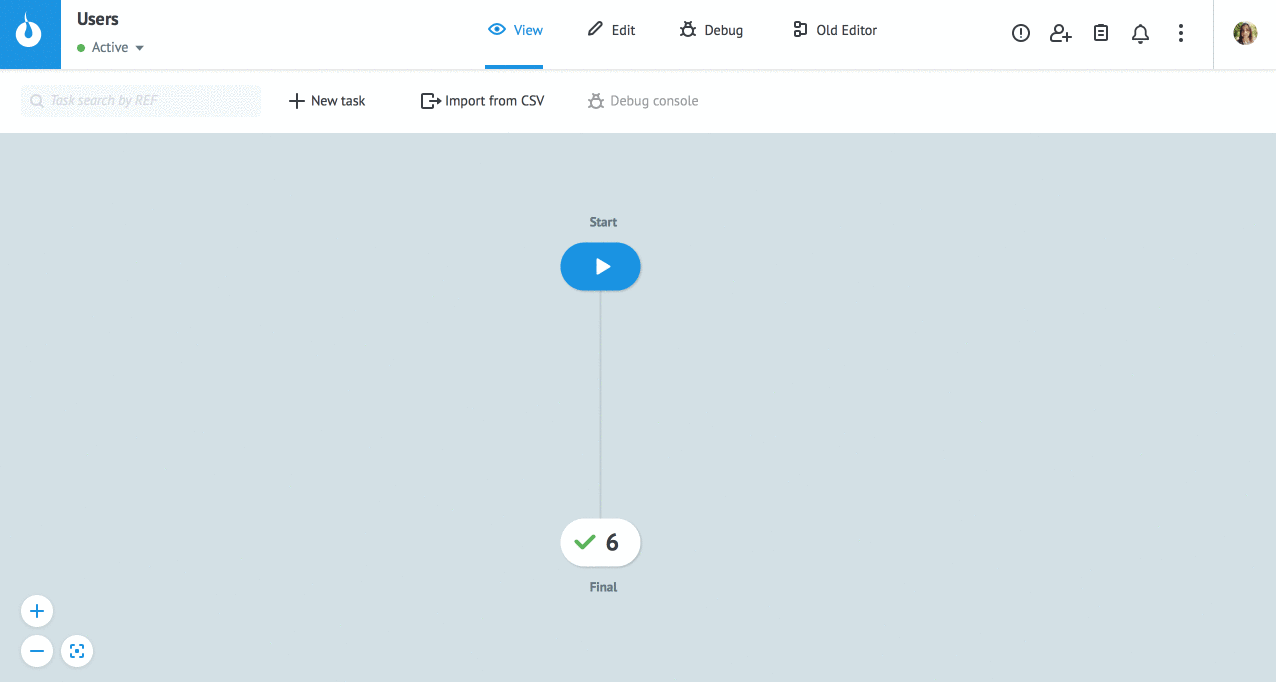 Users
Active
View
Edit
Debug
Old Editor
Task search by REF
New task
Import from CSV
Debug console
Start
6
Final